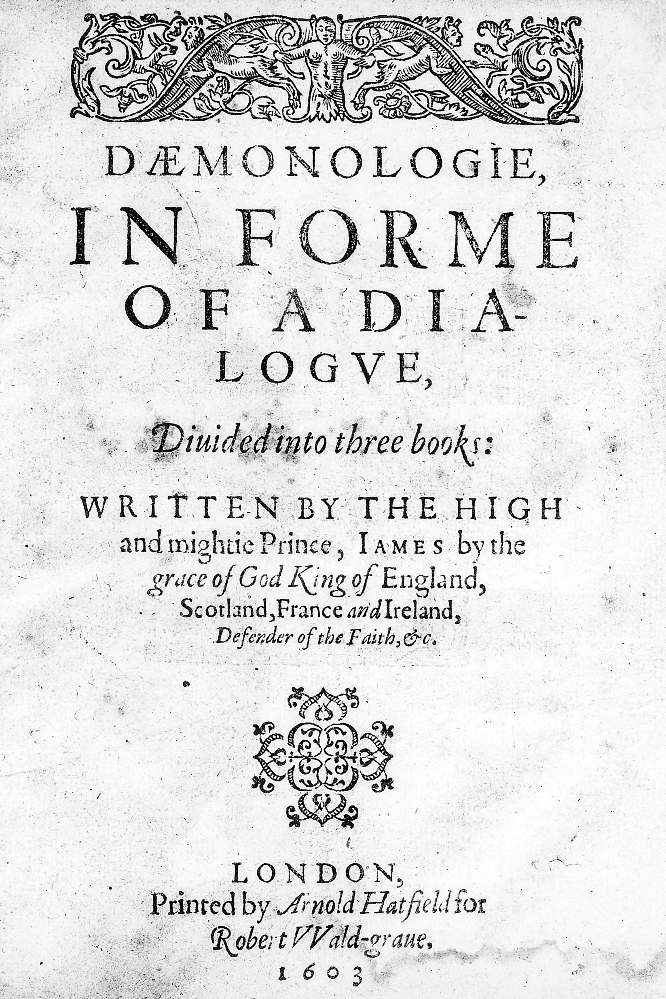 DÆMONOLOGIE,
IN FORME
OF A DIA-
LOGVE,
Diuided into three books:
WRITTEN BY THE HIGH
and mightie Prince, IAMES by the
grace of God King of England,
Scotland, France and Ireland,
Defender of the Faith, &c.
LONDON,
Printed by Arnold Hatfield for
Robert VVald-graue.
1603